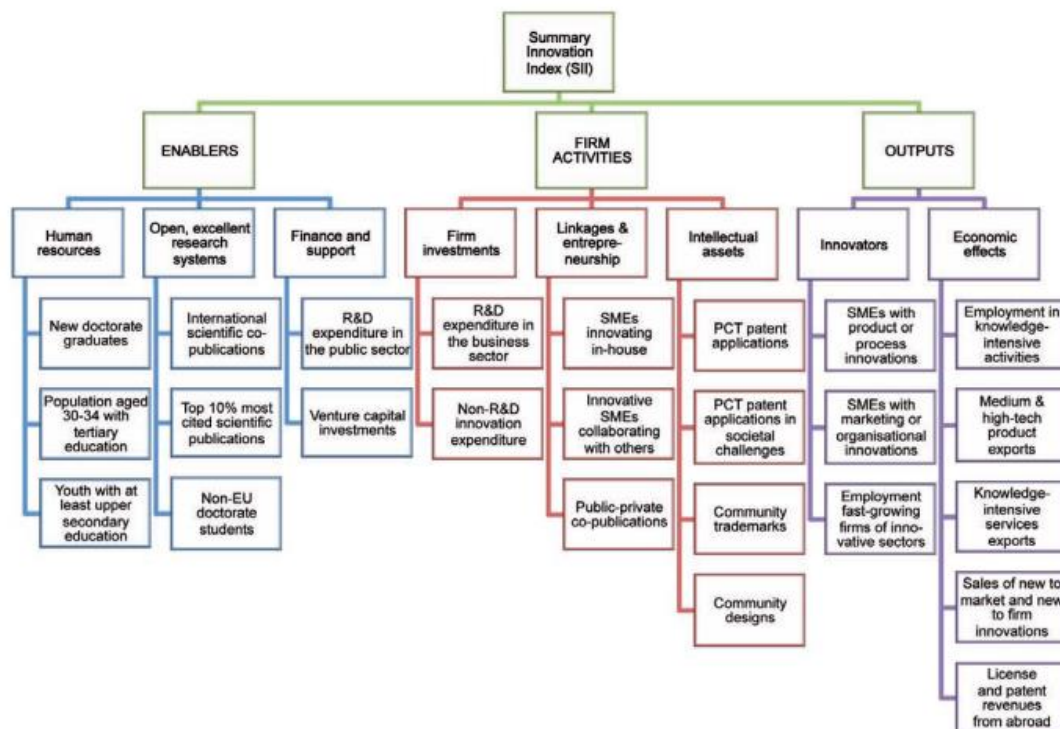 Summary
Innovation
Index (SII)
ENABLERS
FIRM
ACTIVITIES
OUTPUTS
Human
resources
Open, excellent
research
systems
Finance and
support
Firm
investments
Linkages &
entrepre-
neurship
Intellectual
assets
Innovators
Economic
effects
New doctorate
graduates
International
scientific co-
publications
R&D
expenditure in
the public sector
R&D
expenditure in
the business
sector
SMEs
innovating
in-house
PCT patent
applications
SMEs with
product or
process
innovations
Employment in
knowledge-
intensive
activities
Population aged
30-34 with
tertiary
education
Top 10% most
cited scientific
publications
Venture capital
investments
Non-R&D
innovation
expenditure
Innovative
SMEs
collaborating
with others
PCT patent
applications in
societal
challenges
SMEs with
marketing or
organisational
innovations
Medium &
high-tech
product
exports
Youth with at
least upper
secondary
education
Non-EU
doctorate
students
Public-private
co-publications
Community
trademarks
Employment
fast-growing
firms of inno-
vative sectors
Knowledge-
intensive
services
exports
Community
designs
Sales of new to
market and new
to firm
innovations
License
and patent
revenues
from abroad